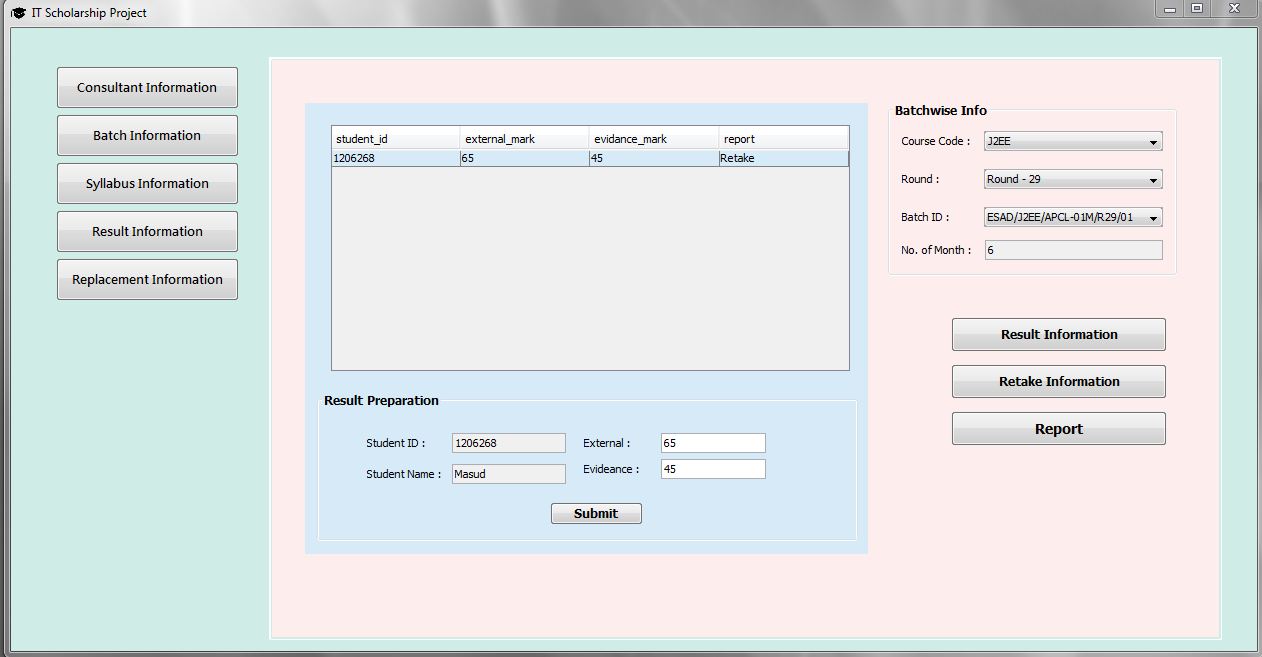 IT Scholarship Project
Consultant Information
Batch Information
Syllabus Information
Result Information
Replacement Information
student_id external_mark evidance_mark report
1206268 65 45 Retake
Result Preparation
Student ID : 1206268 External : 65
Student Name : Masud Evideance : 45
Submit
Batchwise Info
Course Code : J2EE
Round : Round - 29
Batch ID : ESAD/J2EE/APCL-01M/R29/01
No. of Month : 6
Result Information
Retake Information
Report